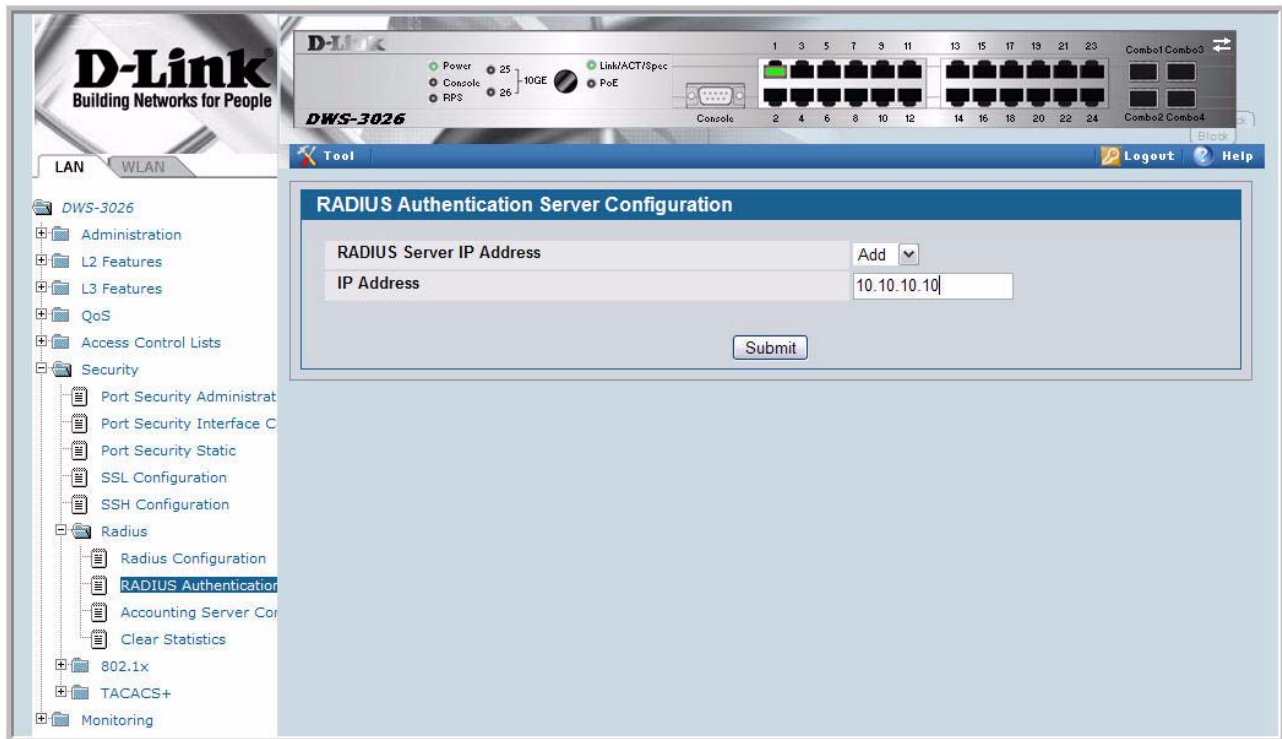 D-Link
Building Networks for People
D-Link
Power
Console
RPS
25
26
10GE
Link/ACT/Spec
PoE
DWS-3026
Console
1 3 5 7 9 11 13 15 17 19 21 23
2 4 6 8 10 12 14 16 18 20 22 24
Combo1 Combo3
Combo2 Combo4
Block
LAN WLAN
Tool
Logout Help
DWS-3026
Administration
L2 Features
L3 Features
QoS
Access Control Lists
Security
Port Security Administrat
Port Security Interface C
Port Security Static
SSL Configuration
SSH Configuration
Radius
Radius Configuration
RADIUS Authentication
Accounting Server Cor
Clear Statistics
802.1x
TACACS+
Monitoring
RADIUS Authentication Server Configuration
RADIUS Server IP Address Add
IP Address 10.10.10.10
Submit